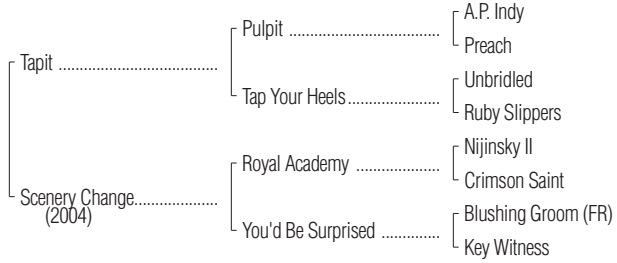 A.P. Indy
Pulpit ........................
Preach
Tapit .....................................
Unbridled
Tap Your Heels......................
Ruby Slippers
Nijinsky II
Royal Academy ...................
Crimson Saint
Scenery Change...................
(2004)
Blushing Groom (FR)
You'd Be Surprised ..............
Key Witness